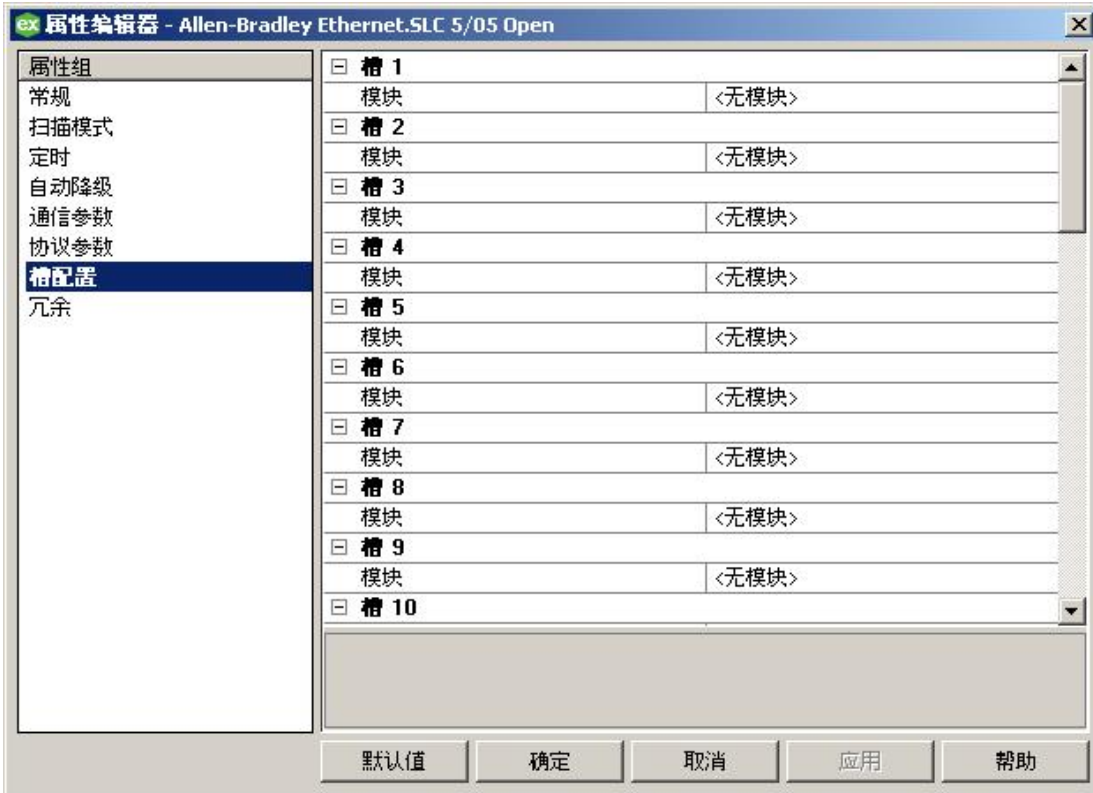 ex 属性编辑器 - Allen-Bradley Ethernet.SLC 5/05 Open
属性组
常规
扫描模式
定时
自动降级
通信参数
协议参数
槽配置
冗余
槽 1
模块 <无模块>
槽 2
模块 <无模块>
槽 3
模块 <无模块>
槽 4
模块 <无模块>
槽 5
模块 <无模块>
槽 6
模块 <无模块>
槽 7
模块 <无模块>
槽 8
模块 <无模块>
槽 9
模块 <无模块>
槽 10
默认值 确定 取消 应用 帮助